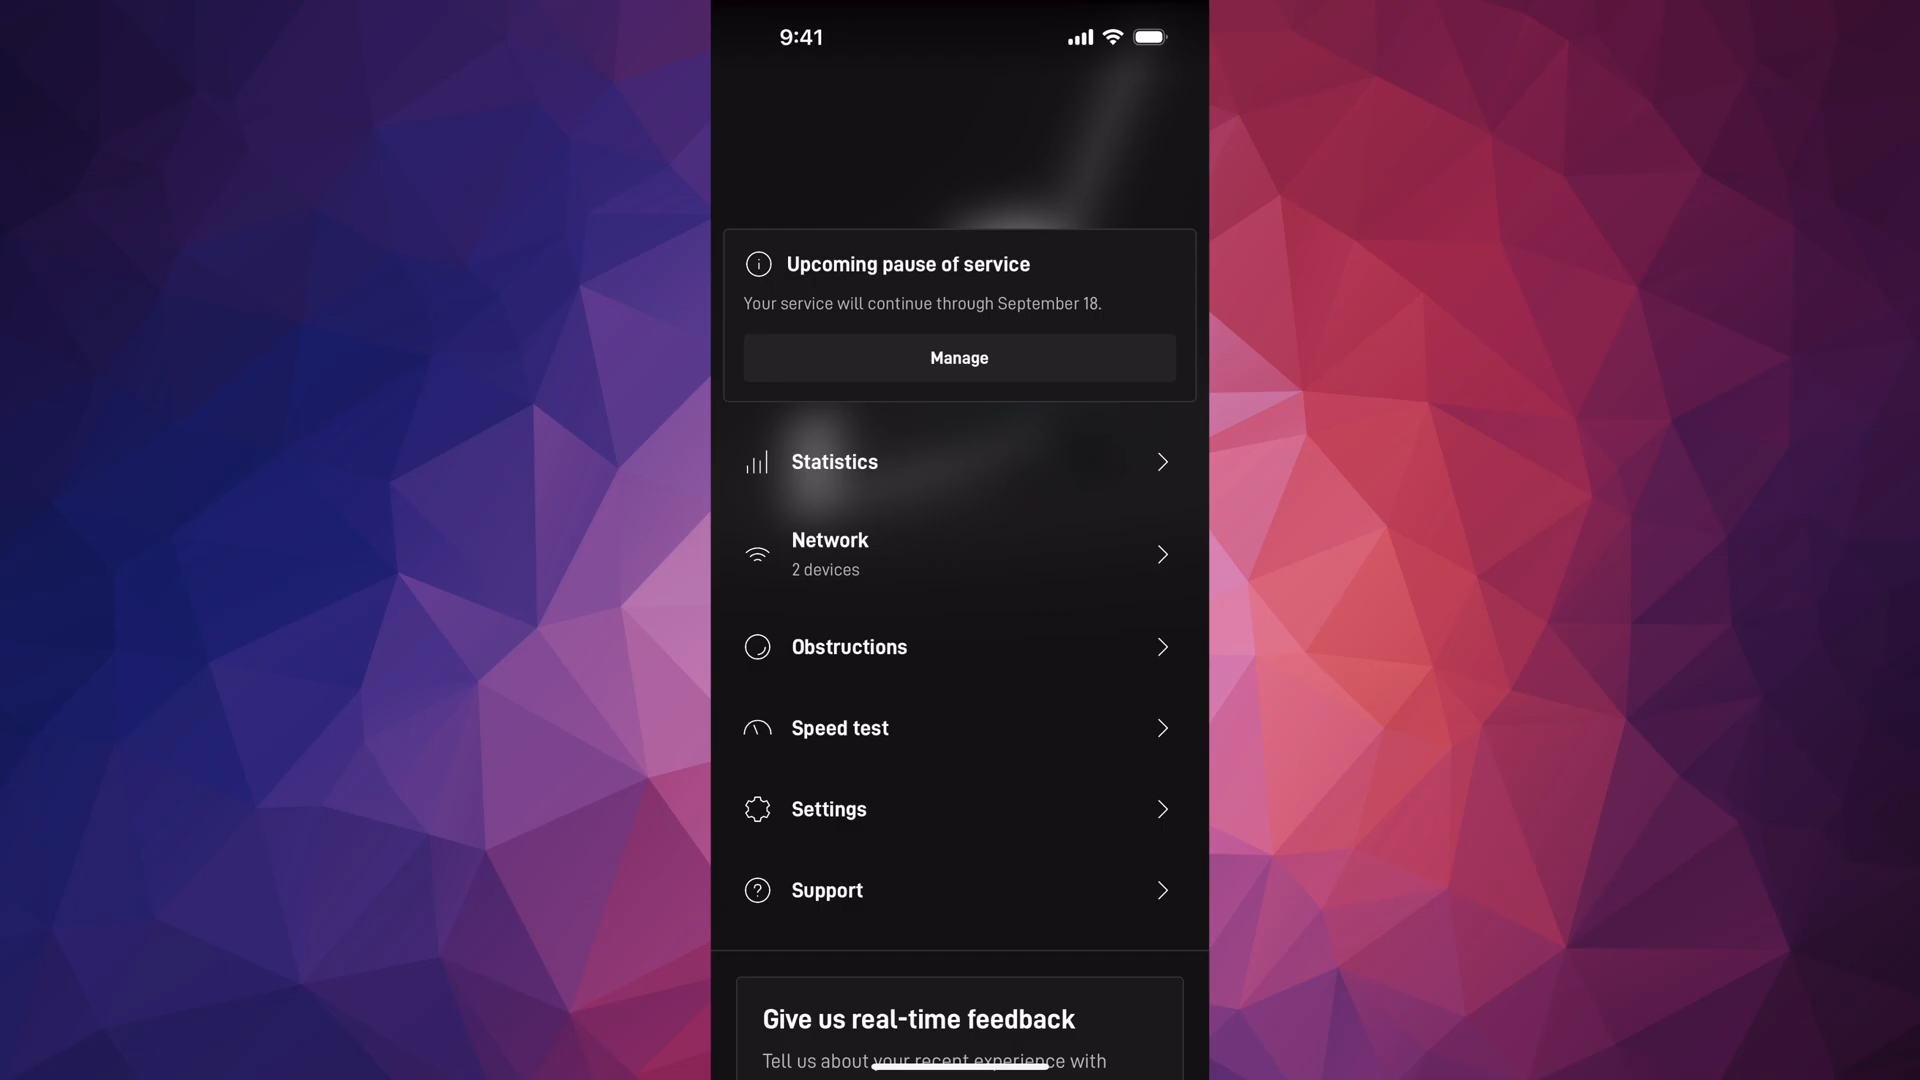 9:41
Upcoming pause of service
Your service will continue through September 18.
Manage
Statistics
Network
2 devices
Obstructions
Speed test
Settings
Support
Give us real-time feedback
Tell us about your recent experience with